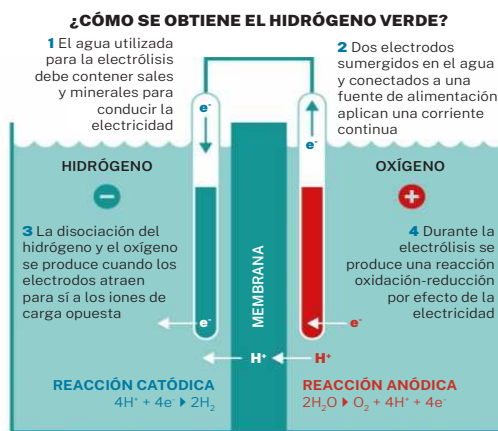 ¿CÓMO SE OBTIENE EL HIDRÓGENO VERDE?
1 El agua utilizada
para la electrólisis
debe contener sales
y minerales para
conducir la
electricidad
2 Dos electrodos
sumergidos en el agua
y conectados a una
fuente de alimentación
aplican una corriente
continua
e⁻
e⁻
HIDRÓGENO
−
OXÍGENO
+
3 La disociación del
hidrógeno y el oxígeno
se produce cuando los
electrodos atraen
para sí a los iones de
carga opuesta
MEMBRANA
4 Durante la
electrólisis se
produce una reacción
oxidación-reducción
por efecto de la
electricidad
e⁻
e⁻
H⁺
H⁺
REACCIÓN CATÓDICA
4H⁺ + 4e⁻ ▶ 2H₂
REACCIÓN ANÓDICA
2H₂O ▶ O₂ + 4H⁺ + 4e⁻